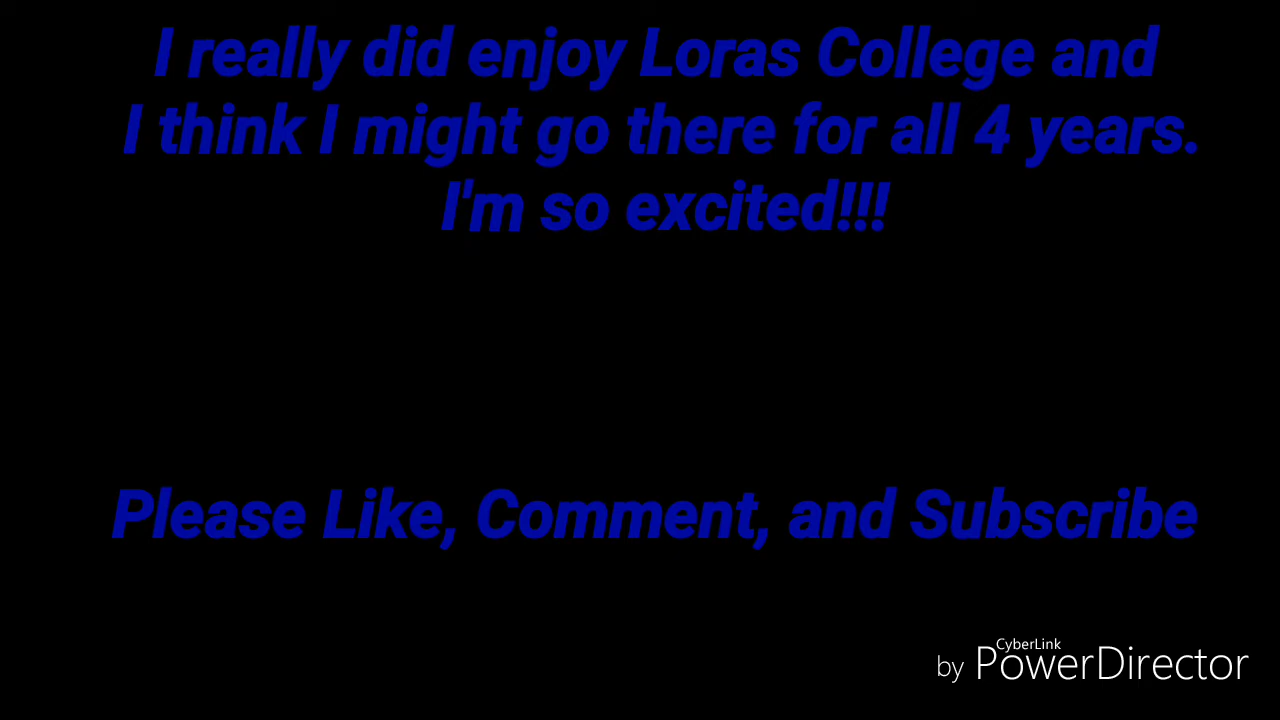 I really did enjoy Loras College and
I think I might go there for all 4 years.
I'm so excited!!!
Please Like, Comment, and Subscribe
CyberLink
by PowerDirector